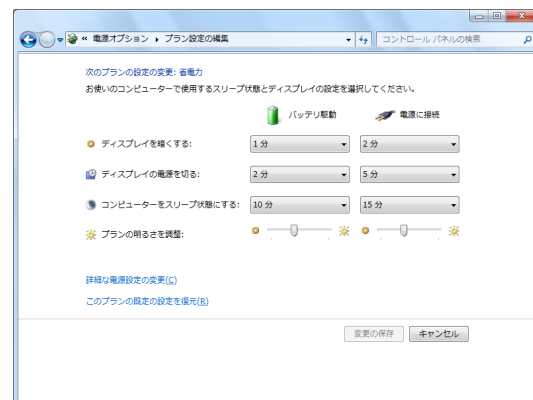 « 電源オプション ▸ プラン設定の編集
コントロール パネルの検索
次のプランの設定の変更: 省電力
お使いのコンピューターで使用するスリープ状態とディスプレイの設定を選択してください。
バッテリ駆動 電源に接続
ディスプレイを暗くする: 1 分 2 分
ディスプレイの電源を切る: 2 分 5 分
コンピューターをスリープ状態にする: 10 分 15 分
プランの明るさを調整:
詳細な電源設定の変更(C)
このプランの既定の設定を復元(R)
変更の保存 キャンセル